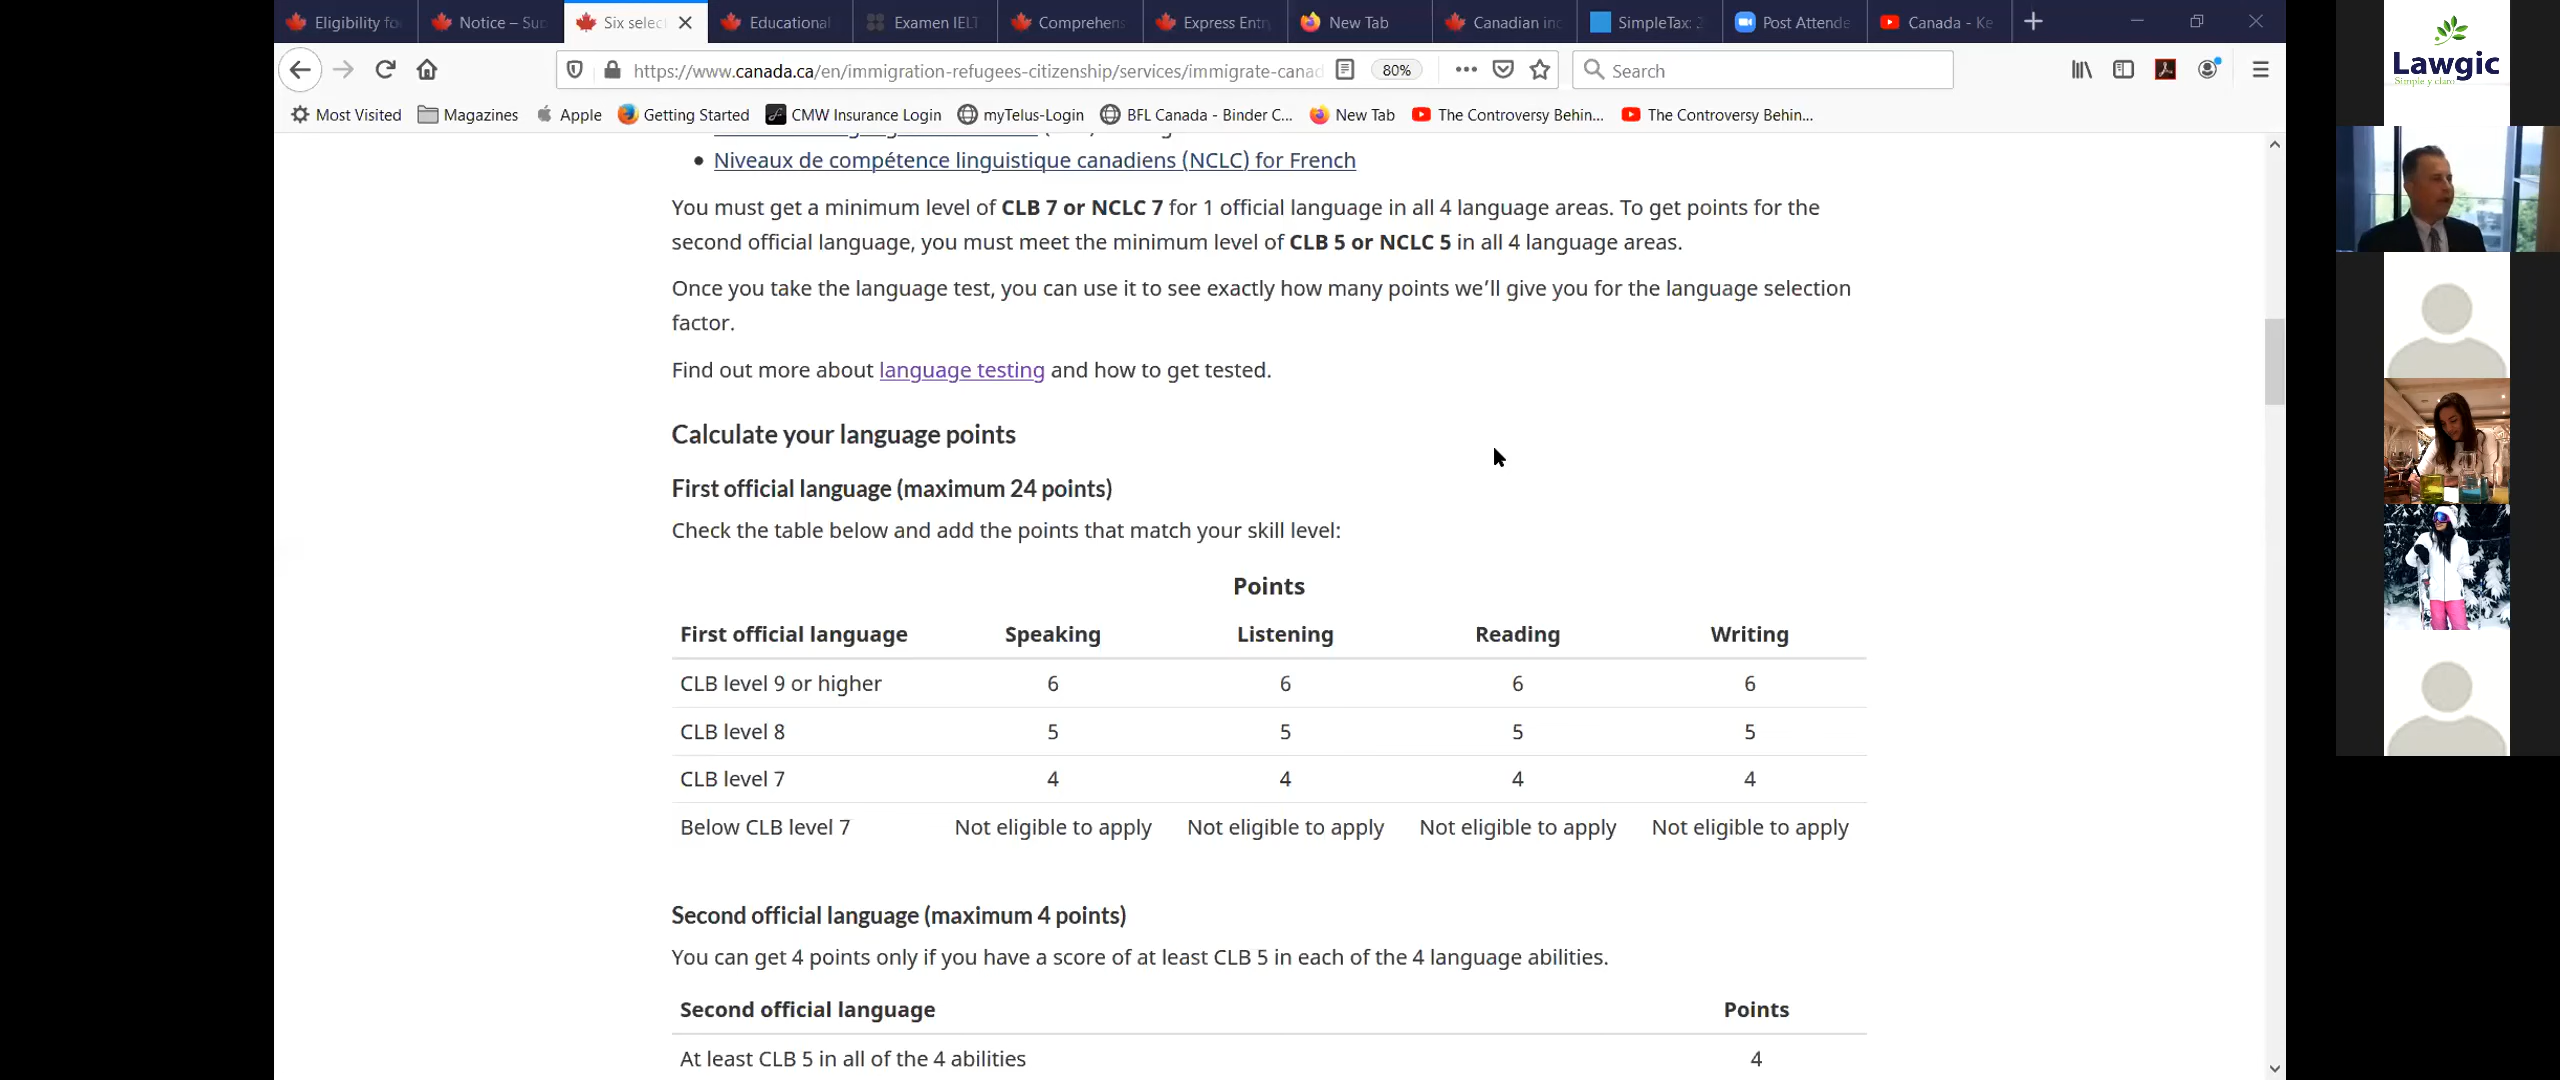 Eligibility fo
Notice – Su
Six selec
Educational
Examen IEL
Comprehens
Express Entr
New Tab
Canadian in
SimpleTax:
Post Attende
Canada - Ke
https://www.canada.ca/en/immigration-refugees-citizenship/services/immigrate-canad
80%
Search
Most Visited
Magazines
Apple
Getting Started
CMW Insurance Login
myTelus-Login
BFL Canada - Binder C...
New Tab
The Controversy Behin...
The Controversy Behin...
Lawgic
Simple y claro
• Niveaux de compétence linguistique canadiens (NCLC) for French
You must get a minimum level of CLB 7 or NCLC 7 for 1 official language in all 4 language areas. To get points for the
second official language, you must meet the minimum level of CLB 5 or NCLC 5 in all 4 language areas.
Once you take the language test, you can use it to see exactly how many points we’ll give you for the language selection
factor.
Find out more about language testing and how to get tested.
Calculate your language points
First official language (maximum 24 points)
Check the table below and add the points that match your skill level:
Points
First official language Speaking Listening Reading Writing
CLB level 9 or higher 6 6 6 6
CLB level 8 5 5 5 5
CLB level 7 4 4 4 4
Below CLB level 7 Not eligible to apply Not eligible to apply Not eligible to apply Not eligible to apply
Second official language (maximum 4 points)
You can get 4 points only if you have a score of at least CLB 5 in each of the 4 language abilities.
Second official language Points
At least CLB 5 in all of the 4 abilities 4